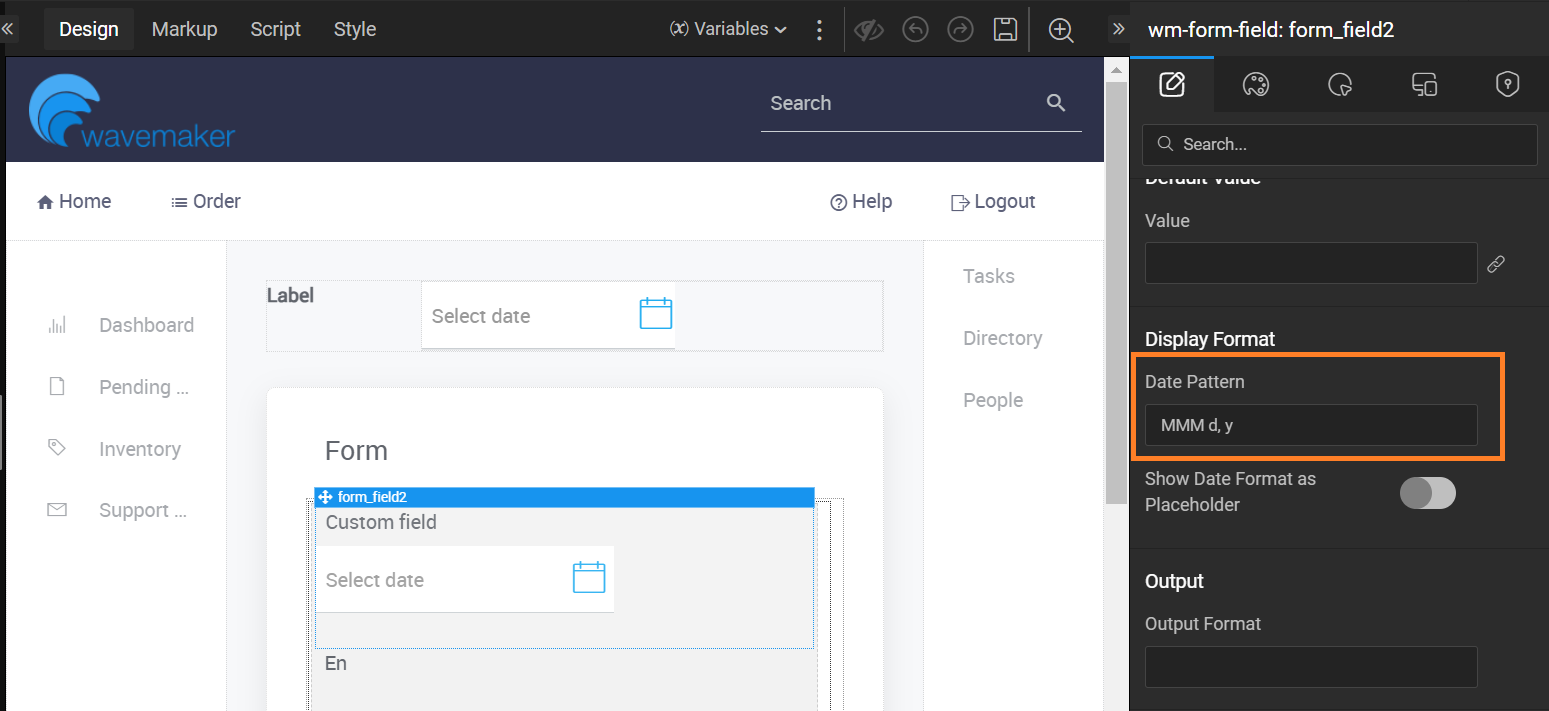 Design Markup Script Style (x) Variables
wm-form-field: form_field2
wavemaker
Search
Search...
Home Order Help Logout
Dashboard
Pending ...
Inventory
Support ...
Label Select date
Form
form_field2
Custom field
Select date
En
Tasks
Directory
People
Default Value
Value
Display Format
Date Pattern
MMM d, y
Show Date Format as
Placeholder
Output
Output Format